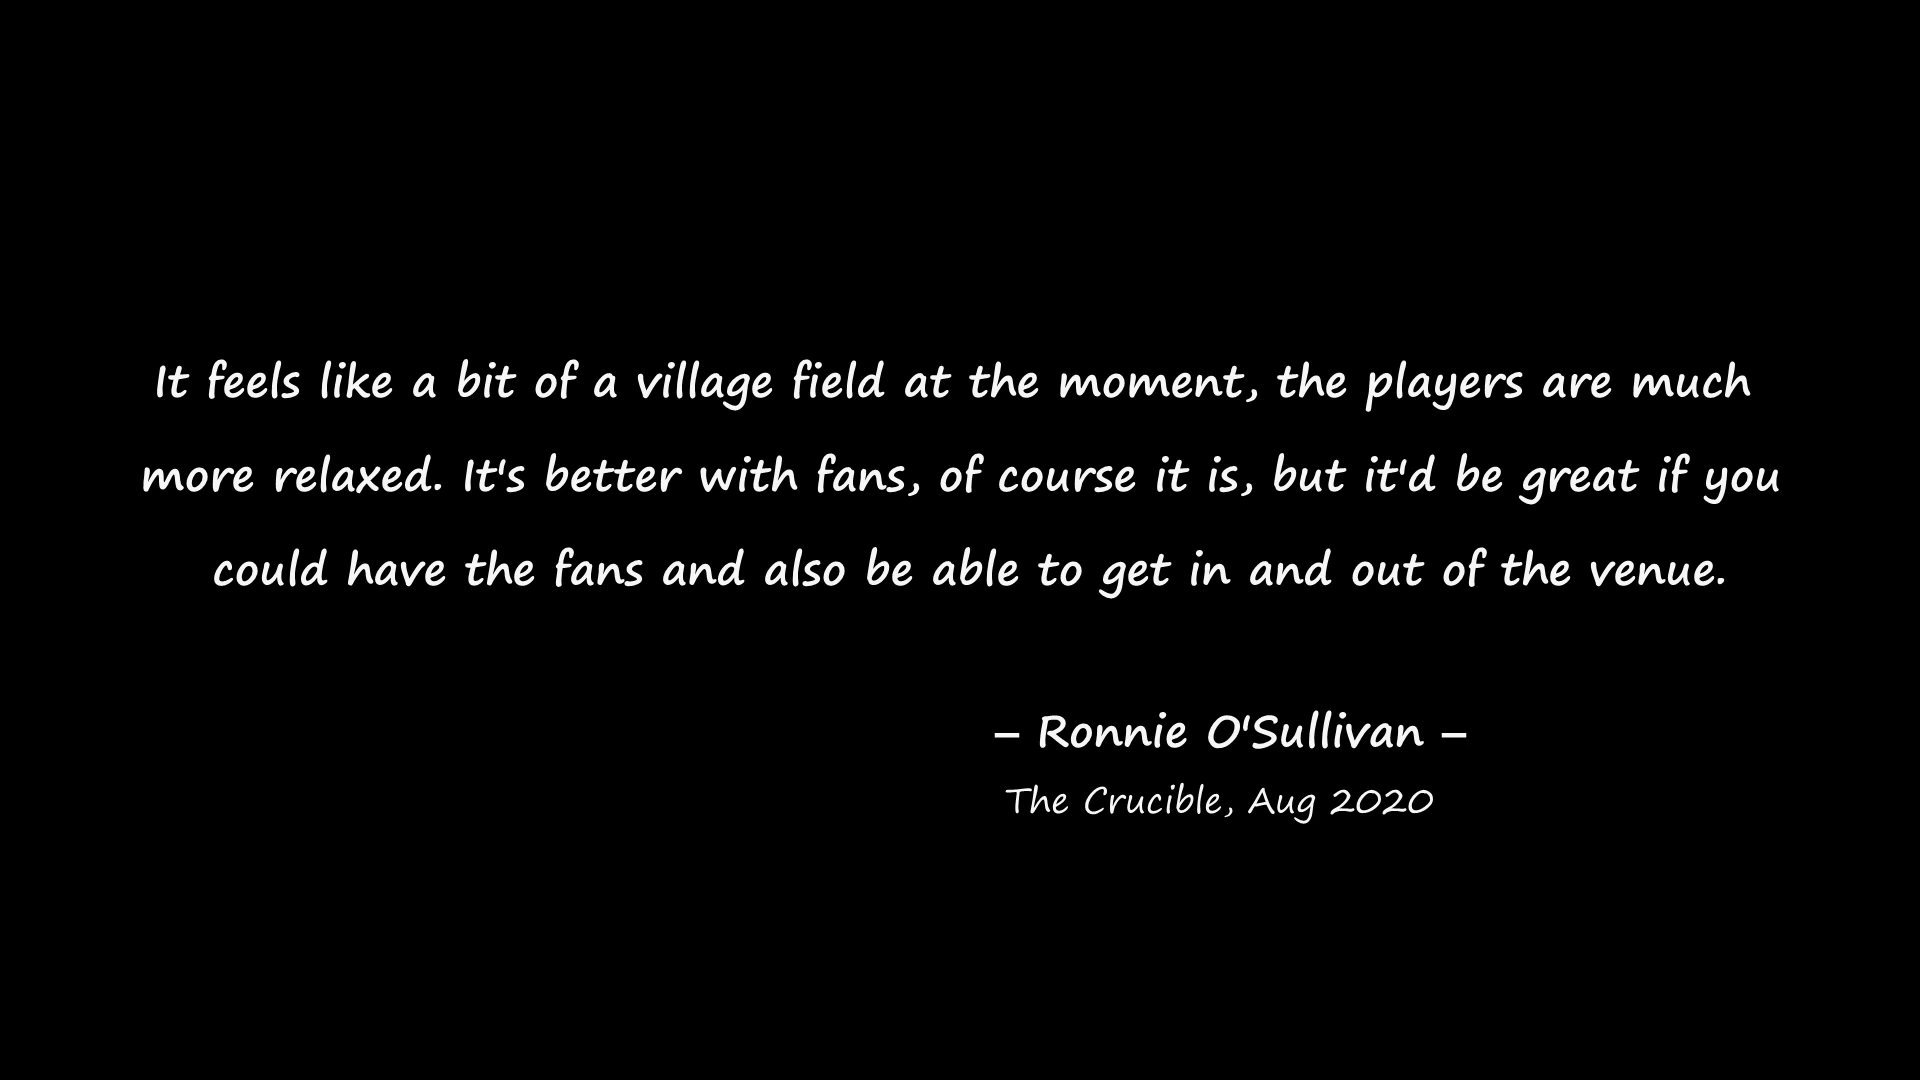 It feels like a bit of a village field at the moment, the players are much
more relaxed. It's better with fans, of course it is, but it'd be great if you
could have the fans and also be able to get in and out of the venue.
– Ronnie O'Sullivan –
The Crucible, Aug 2020